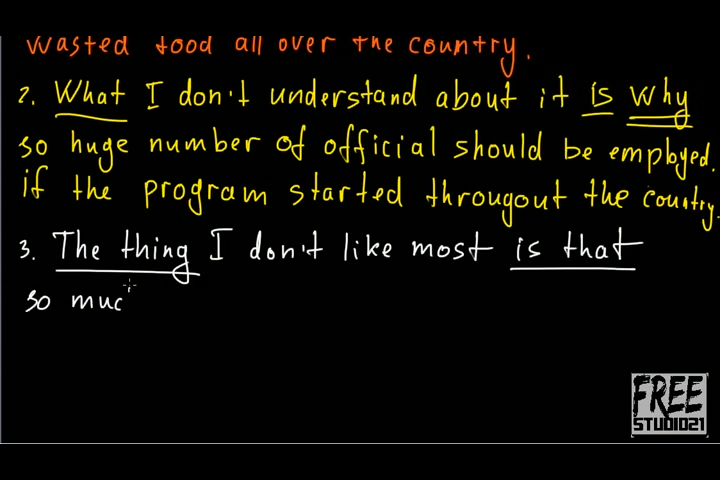 wasted food all over the country.
2. What I don't understand about it is why
so huge number of official should be employed.
if the program started througout the country
3. The thing I don't like most is that
so muc
FREE
STUDIO21